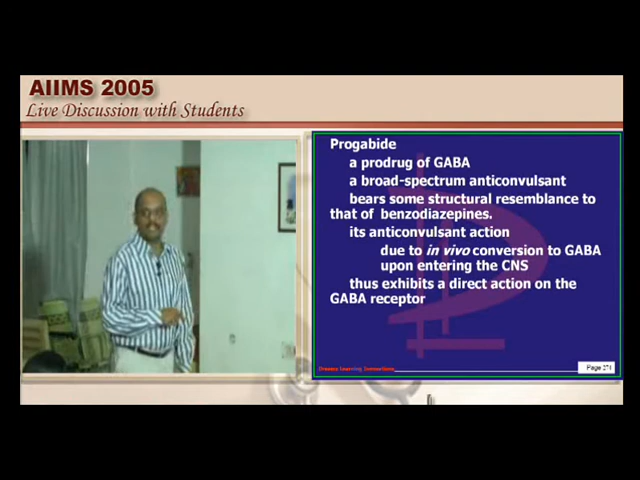 AIIMS 2005
Live Discussion with Students
Progabide
a prodrug of GABA
a broad-spectrum anticonvulsant
bears some structural resemblance to
that of benzodiazepines.
its anticonvulsant action
due to in vivo conversion to GABA
upon entering the CNS
thus exhibits a direct action on the
GABA receptor
Page 271